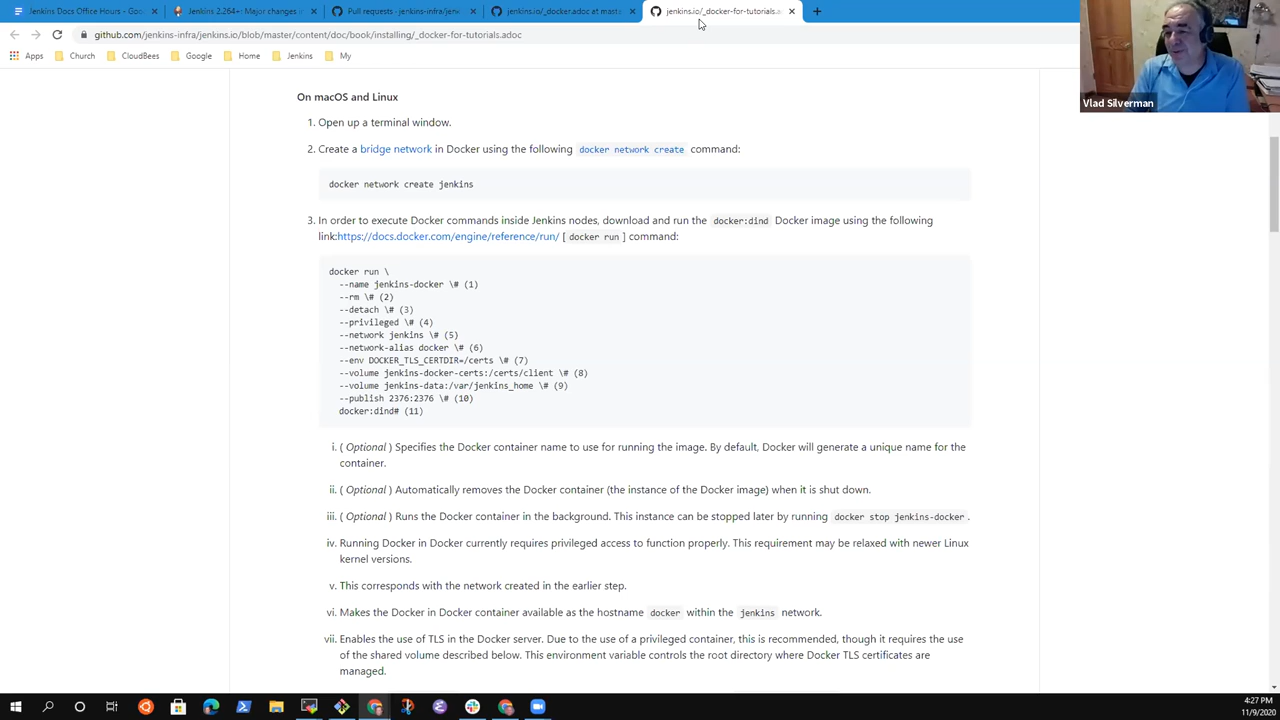 Jenkins Docs Office Hours - Goo
Jenkins 2.264+: Major changes in
Pull requests · jenkins-infra/jenk
jenkins.io/_docker.adoc at maste
jenkins.io/_docker-for-tutorials.a
github.com/jenkins-infra/jenkins.io/blob/master/content/doc/book/installing/_docker-for-tutorials.adoc
Apps Church CloudBees Google Home Jenkins My
Vlad Silverman
On macOS and Linux
1. Open up a terminal window.
2. Create a bridge network in Docker using the following docker network create command:
docker network create jenkins
3. In order to execute Docker commands inside Jenkins nodes, download and run the docker:dind Docker image using the following
link:https://docs.docker.com/engine/reference/run/ [ docker run ] command:
docker run \
--name jenkins-docker \# (1)
--rm \# (2)
--detach \# (3)
--privileged \# (4)
--network jenkins \# (5)
--network-alias docker \# (6)
--env DOCKER_TLS_CERTDIR=/certs \# (7)
--volume jenkins-docker-certs:/certs/client \# (8)
--volume jenkins-data:/var/jenkins_home \# (9)
--publish 2376:2376 \# (10)
docker:dind# (11)
i. ( Optional ) Specifies the Docker container name to use for running the image. By default, Docker will generate a unique name for the
container.
ii. ( Optional ) Automatically removes the Docker container (the instance of the Docker image) when it is shut down.
iii. ( Optional ) Runs the Docker container in the background. This instance can be stopped later by running docker stop jenkins-docker .
iv. Running Docker in Docker currently requires privileged access to function properly. This requirement may be relaxed with newer Linux
kernel versions.
v. This corresponds with the network created in the earlier step.
vi. Makes the Docker in Docker container available as the hostname docker within the jenkins network.
vii. Enables the use of TLS in the Docker server. Due to the use of a privileged container, this is recommended, though it requires the use
of the shared volume described below. This environment variable controls the root directory where Docker TLS certificates are
managed.
4:27 PM
11/9/2020